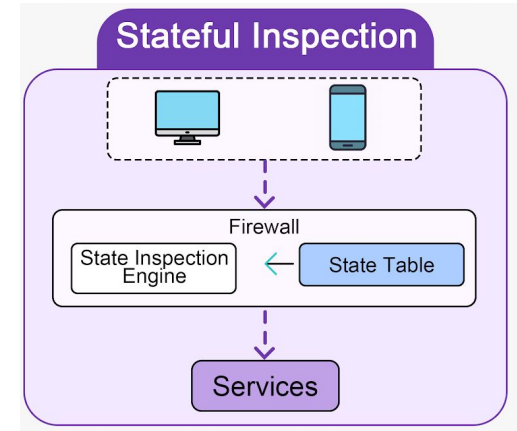 Stateful Inspection
Firewall
State Inspection
Engine
State Table
Services